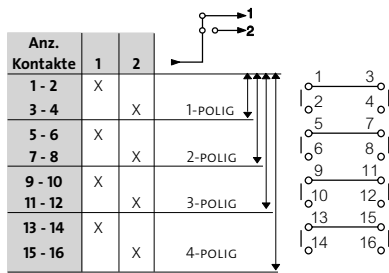 1
2
Anz.
Kontakte 1 2
1 - 2 X
3 - 4 X 1-POLIG
5 - 6 X
7 - 8 X 2-POLIG
9 - 10 X
11 - 12 X 3-POLIG
13 - 14 X
15 - 16 X 4-POLIG
1 3
2 4
5 7
6 8
9 11
10 12
13 15
14 16